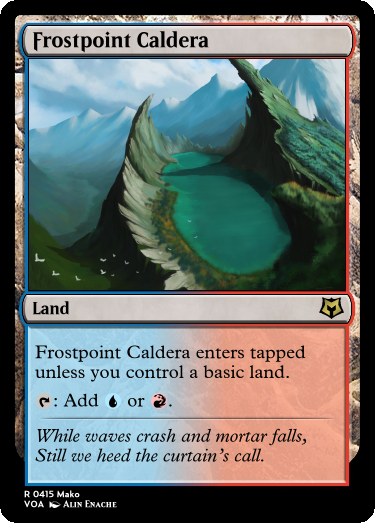 Frostpoint Caldera
Land
Frostpoint Caldera enters tapped
unless you control a basic land.
: Add or .
While waves crash and mortar falls,
Still we heed the curtain's call.
R 0415 Mako
VOA Alin Enache